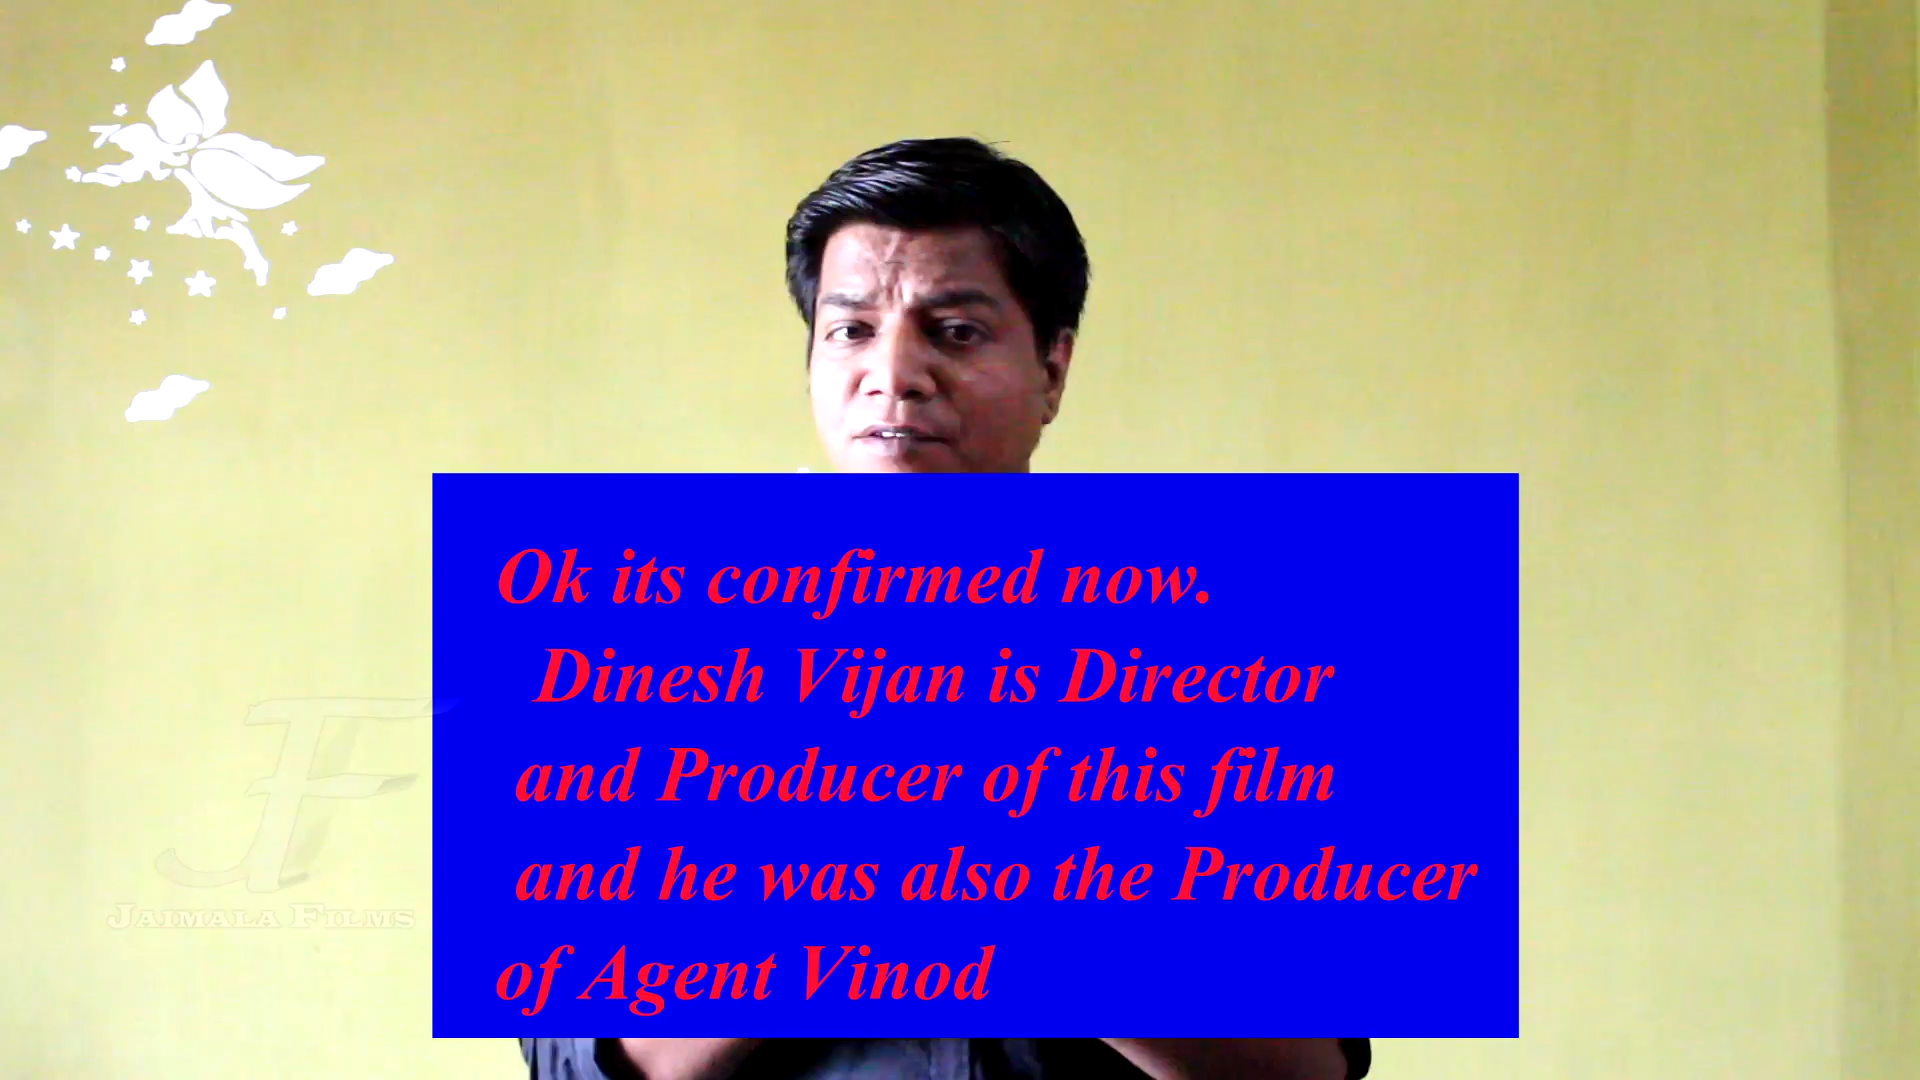 Ok its confirmed now.
Dinesh Vijan is Director
and Producer of this film
and he was also the Producer
of Agent Vinod
JF
JAIMALA FILMS